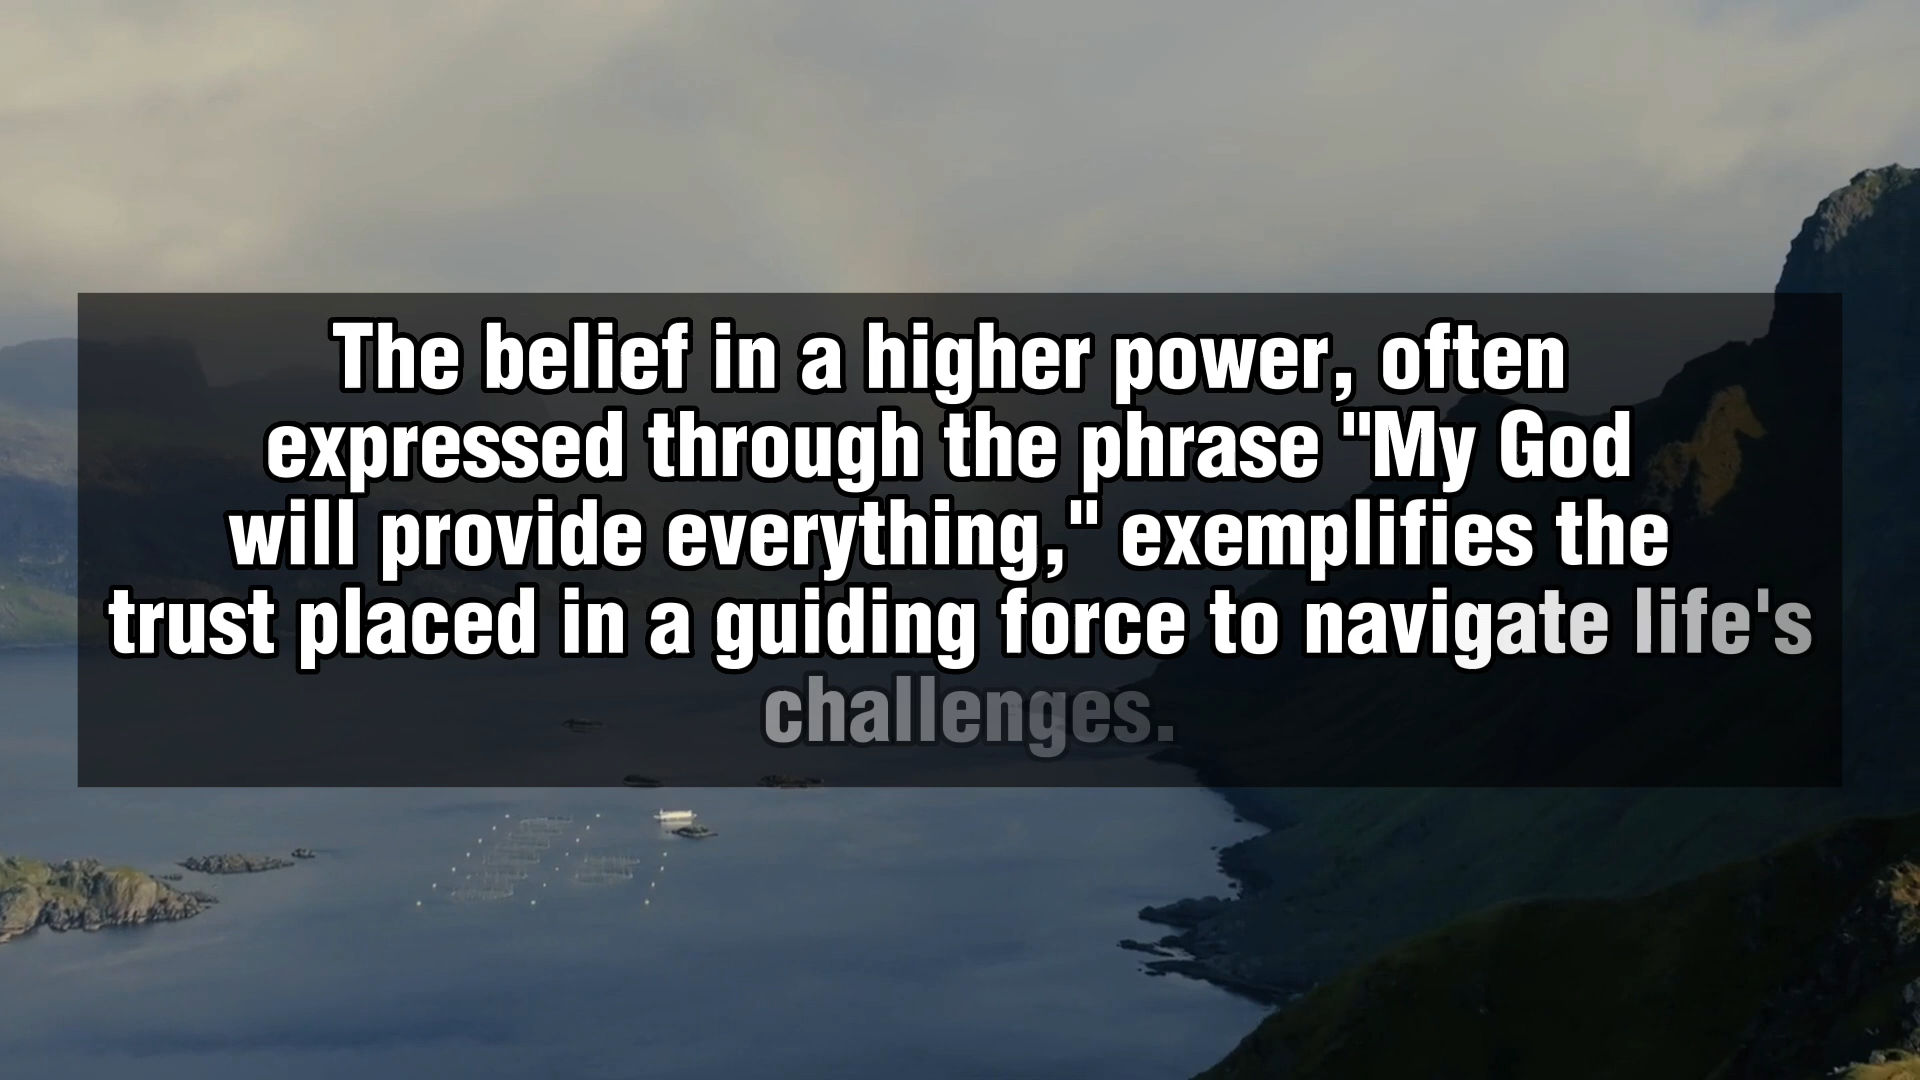 The belief in a higher power, often
expressed through the phrase "My God
will provide everything," exemplifies the
trust placed in a guiding force to navigate life's
challenges.